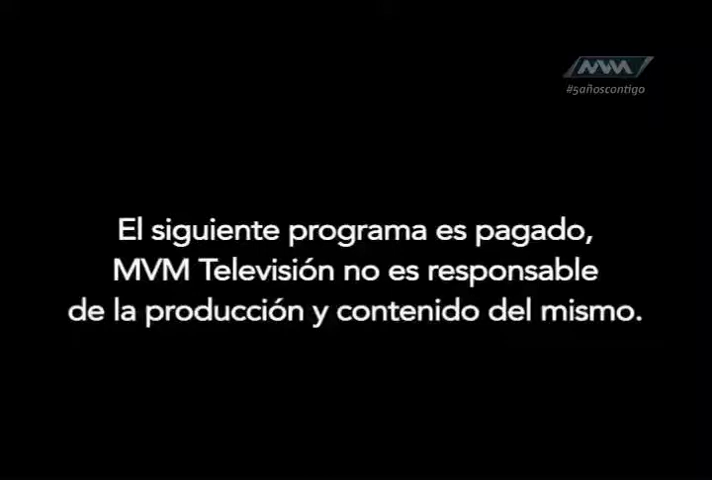 MVM
#5añoscontigo
El siguiente programa es pagado,
MVM Televisión no es responsable
de la producción y contenido del mismo.